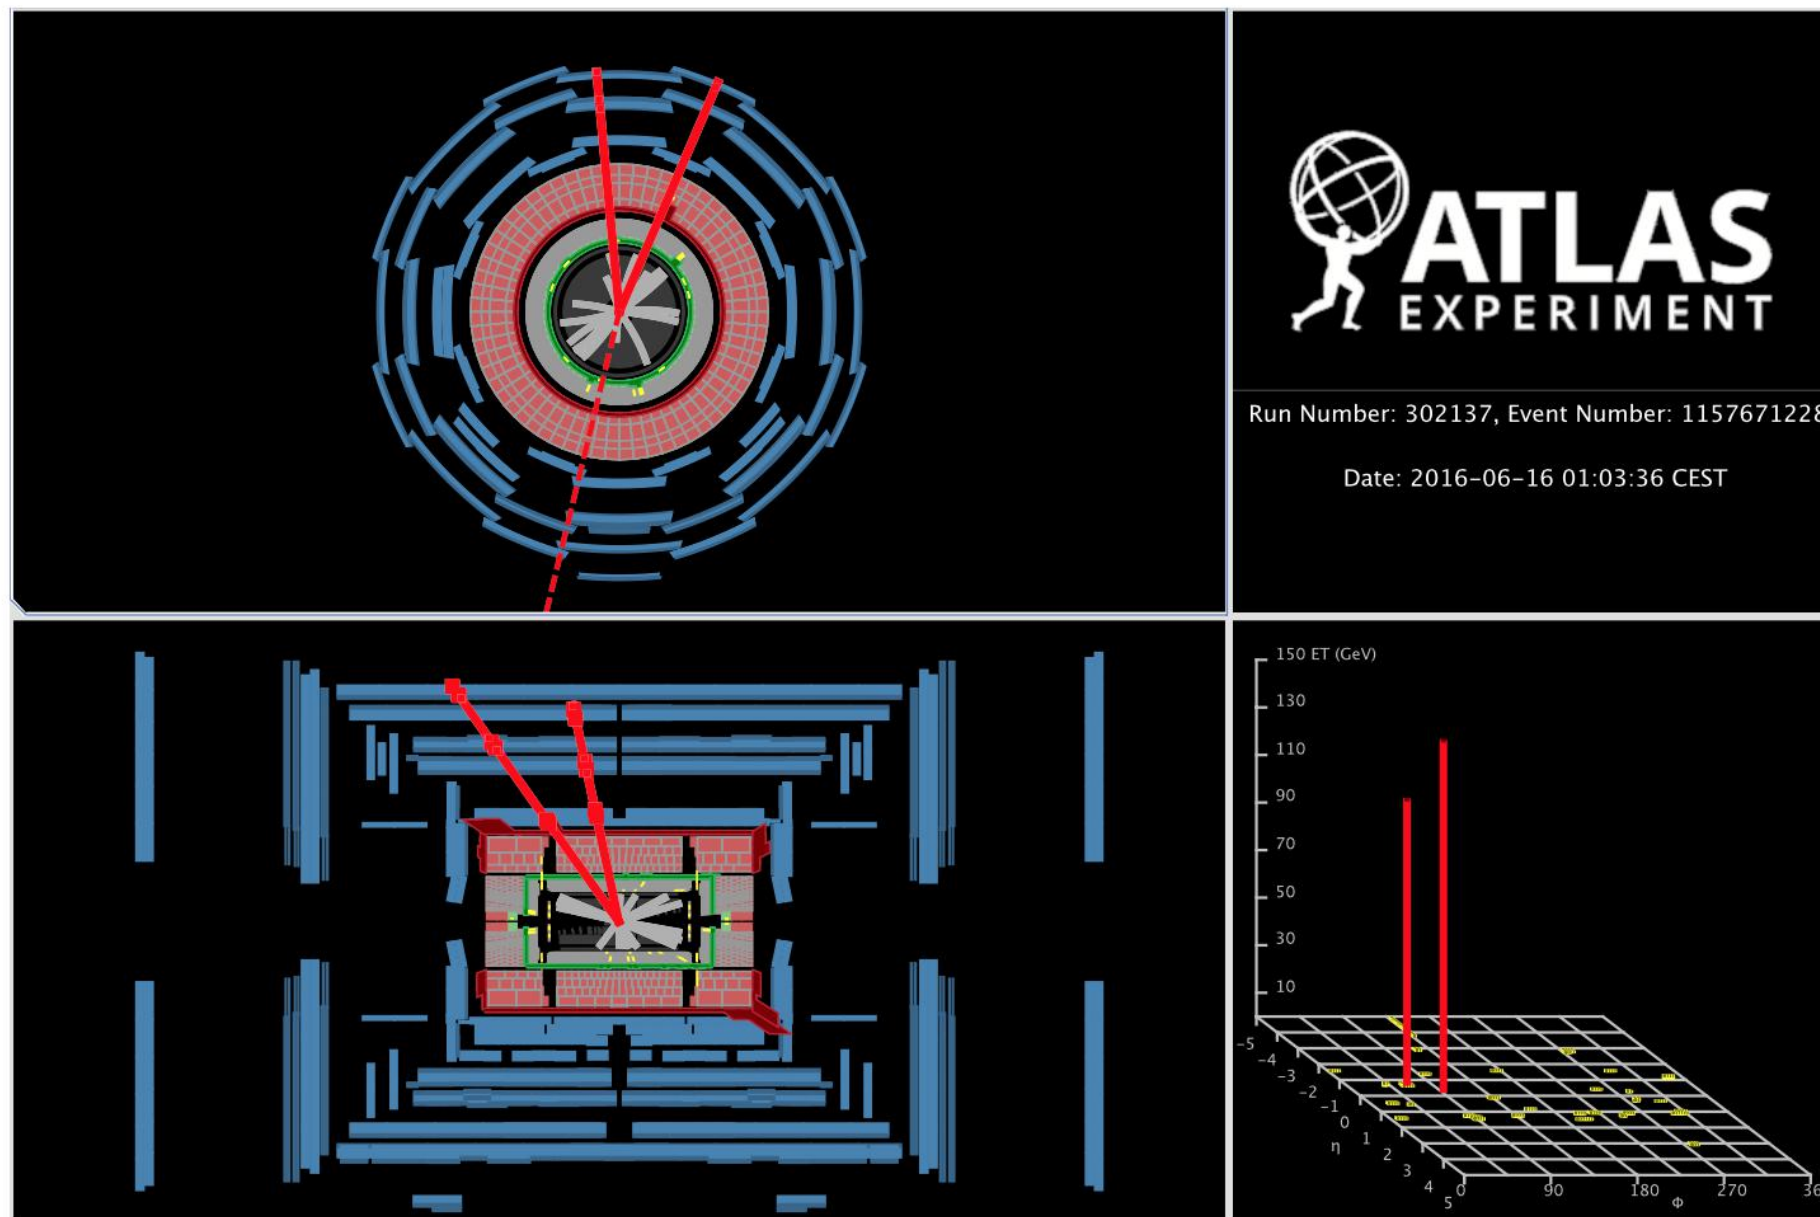 ATLAS
EXPERIMENT
Run Number: 302137, Event Number: 1157671228
Date: 2016-06-16 01:03:36 CEST
150 ET (GeV)
130
110
90
70
50
30
10
-5
-4
-3
-2
-1
0
1
2
3
4
5
η
0 90 180 270 36
Φ